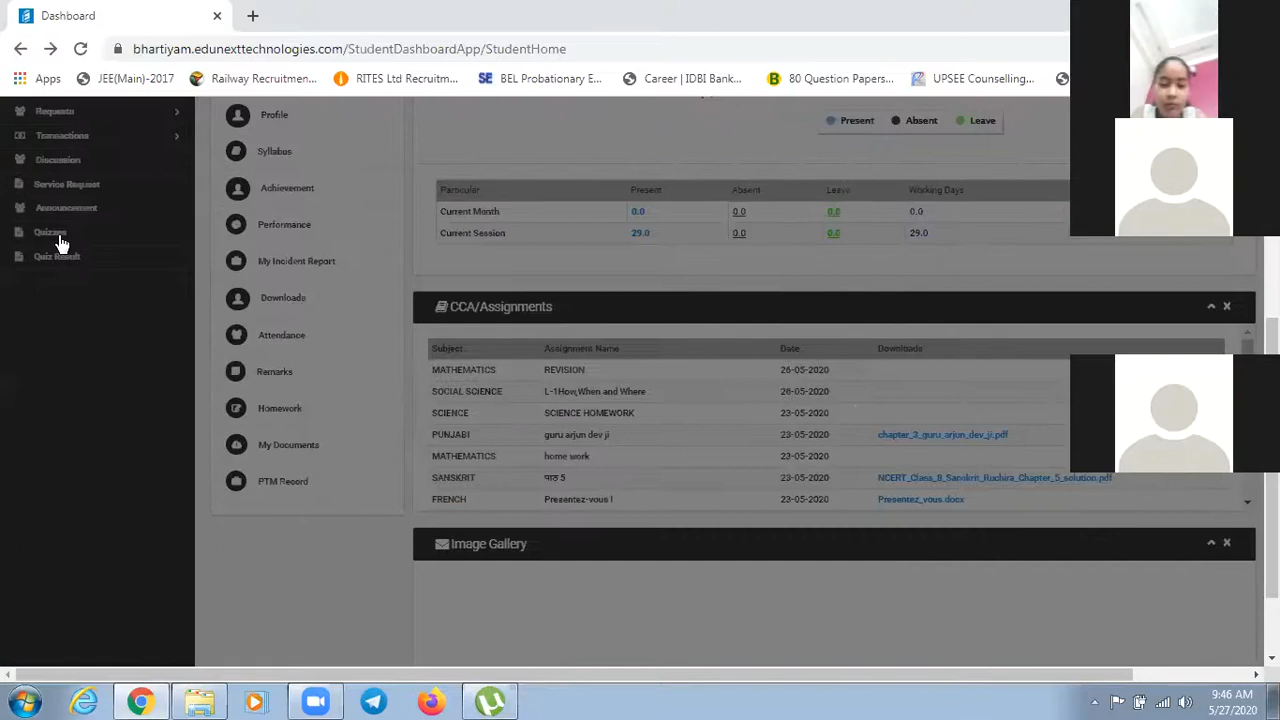 Dashboard
bhartiyam.edunexttechnologies.com/StudentDashboardApp/StudentHome
Apps JEE(Main)-2017 Railway Recruitmen... RITES Ltd Recruitm... BEL Probationary E... Career | IDBI Bank... 80 Question Papers... UPSEE Counselling...
Requests
Transactions
Discussion
Service Request
Announcement
Quizzes
Quiz Result
Profile
Syllabus
Achievement
Performance
My Incident Report
Downloads
Attendance
Remarks
Homework
My Documents
PTM Record
Present Absent Leave
Particular Present Absent Leave Working Days
Current Month 0.0 0.0 0.0 0.0
Current Session 29.0 0.0 0.0 29.0
CCA/Assignments
Subject Assignment Name Date Downloads
MATHEMATICS REVISION 26-05-2020
SOCIAL SCIENCE L-1How,When and Where 26-05-2020
SCIENCE SCIENCE HOMEWORK 23-05-2020
PUNJABI guru arjun dev ji 23-05-2020 chapter_3_guru_arjun_dev_ji.pdf
MATHEMATICS home work 23-05-2020
SANSKRIT पाठ 5 23-05-2020 NCERT_Class_8_Sanskrit_Ruchira_Chapter_5_solution.pdf
FRENCH Presentez-vous ! 23-05-2020 Presentez_vous.docx
Image Gallery
9:46 AM
5/27/2020